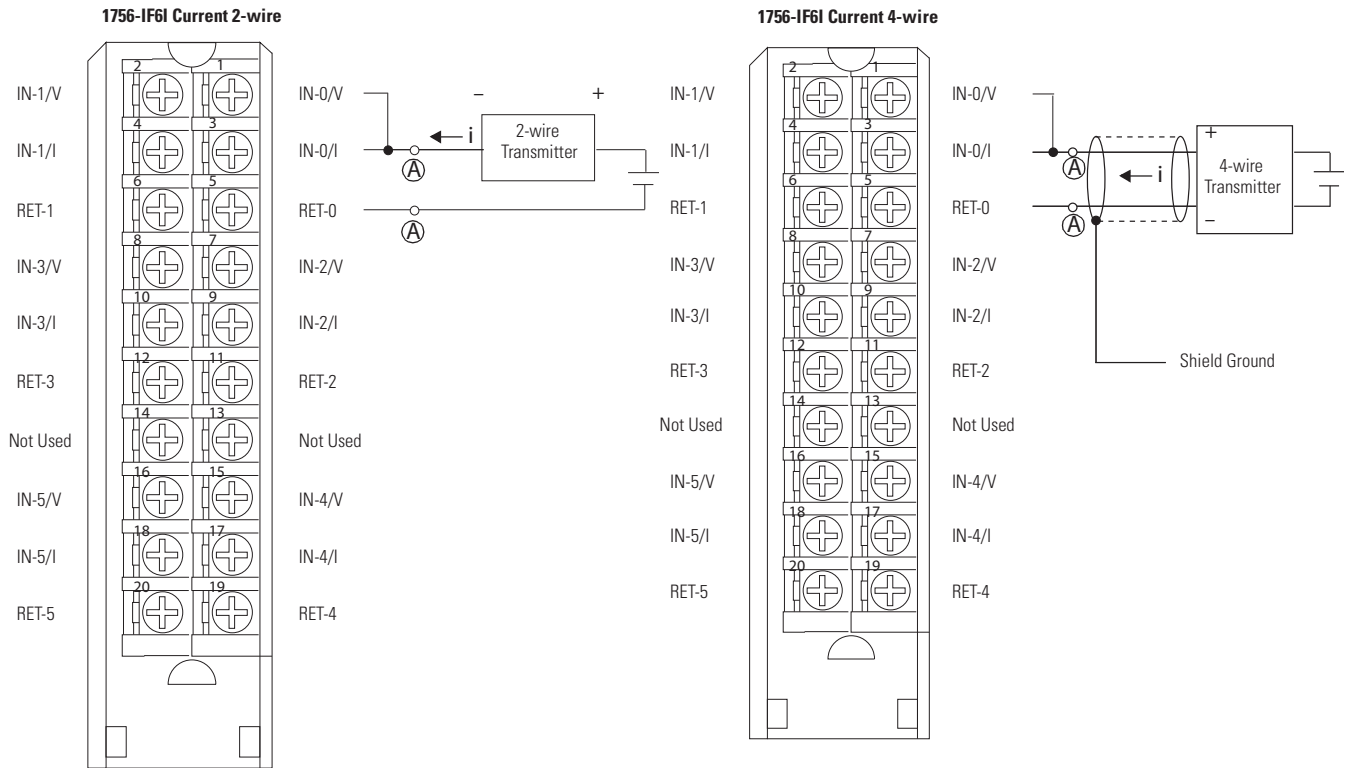 1756-IF6I Current 2-wire
2 1
IN-1/V IN-0/V
4 3
IN-1/I IN-0/I
6 5
RET-1 RET-0
8 7
IN-3/V IN-2/V
10 9
IN-3/I IN-2/I
12 11
RET-3 RET-2
14 13
Not Used Not Used
16 15
IN-5/V IN-4/V
18 17
IN-5/I IN-4/I
20 19
RET-5 RET-4
– +
i
2-wire
Transmitter
A
A
1756-IF6I Current 4-wire
2 1
IN-1/V IN-0/V
4 3
IN-1/I IN-0/I
6 5
RET-1 RET-0
8 7
IN-3/V IN-2/V
10 9
IN-3/I IN-2/I
12 11
RET-3 RET-2
14 13
Not Used Not Used
16 15
IN-5/V IN-4/V
18 17
IN-5/I IN-4/I
20 19
RET-5 RET-4
+
A
i
4-wire
Transmitter
A
–
Shield Ground